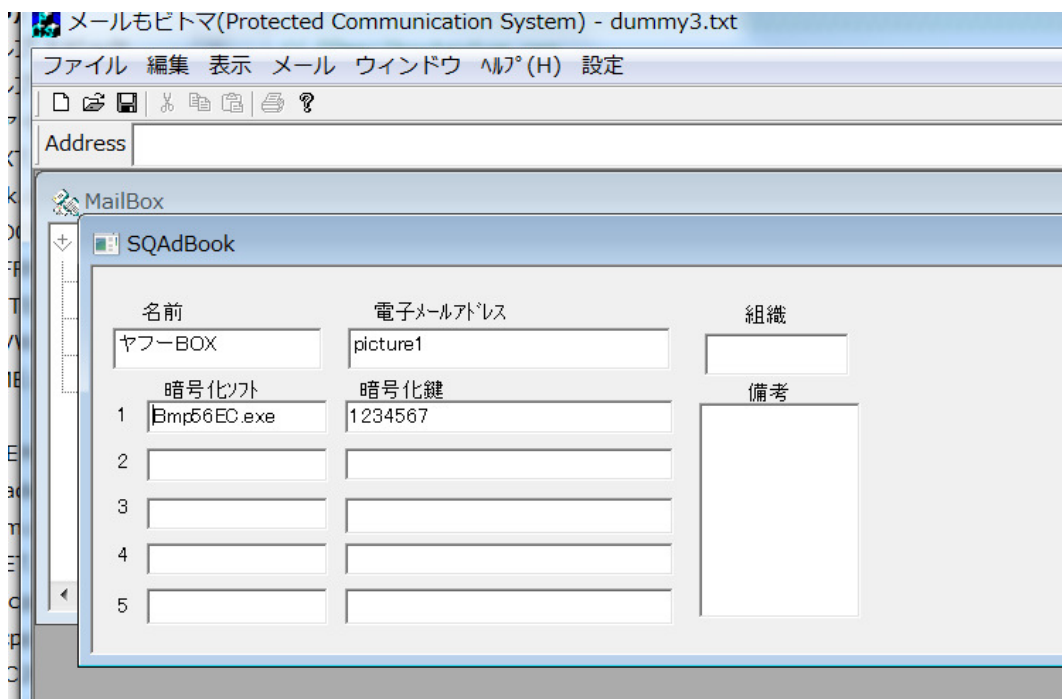 メールもビトマ(Protected Communication System) - dummy3.txt
ファイル 編集 表示 メール ウィンドウ ﾍﾙﾌﾟ(H) 設定
Address
MailBox
SQAdBook
名前 電子ﾒｰﾙｱﾄﾞﾚｽ 組織
ヤフーBOX picture1
暗号化ｿﾌﾄ 暗号化鍵 備考
1 Bmp56EC.exe 1234567
2
3
4
5